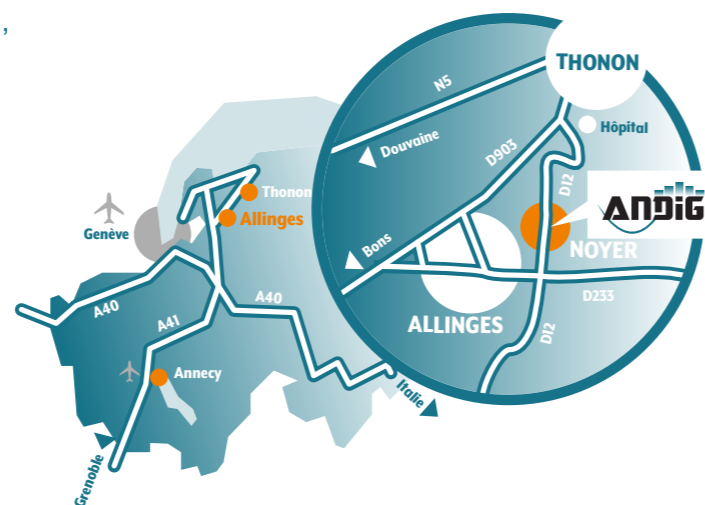 ,
THONON
N5
Hôpital
Douvaine
D903
D12
Thonon
ANDiG
Allinges
Genève
Bons
NOYER
A40
A40
D233
A41
ALLINGES
D12
Annecy
Italie
Grenoble